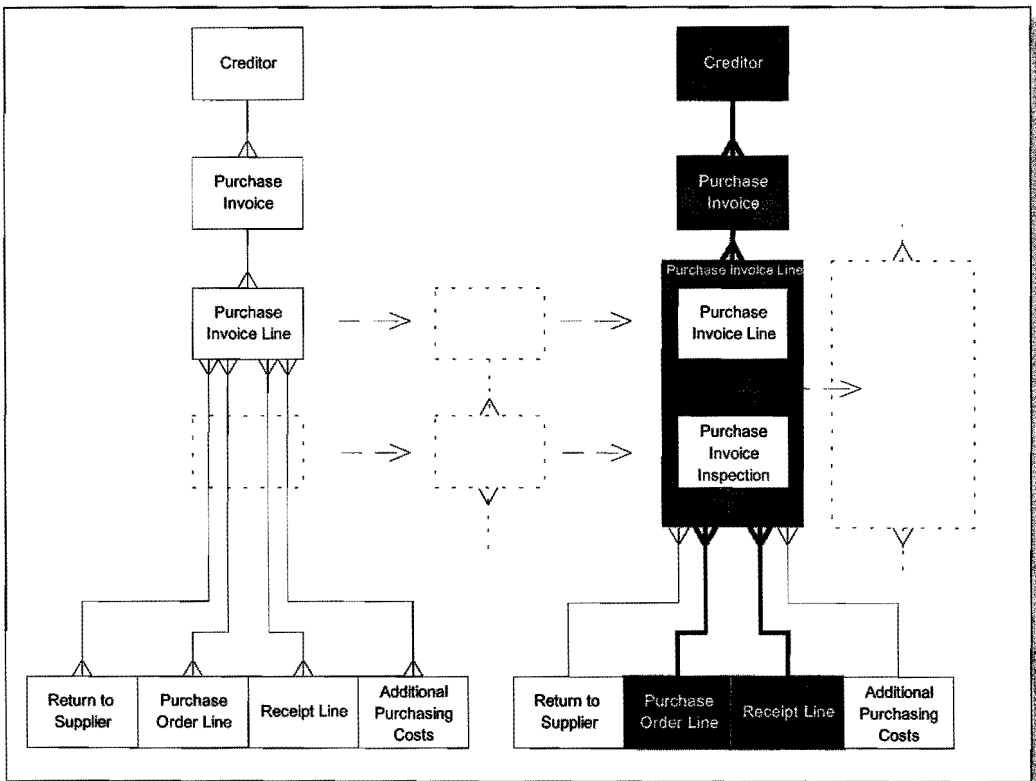 Creditor
Purchase
Invoice
Purchase
Invoice Line
Return to
Supplier
Purchase
Order Line
Receipt Line
Additional
Purchasing
Costs
Creditor
Purchase
Invoice
Purchase Invoice Line
Purchase
Invoice Line
Purchase
Invoice
Inspection
Return to
Supplier
Purchase
Order Line
Receipt Line
Additional
Purchasing
Costs